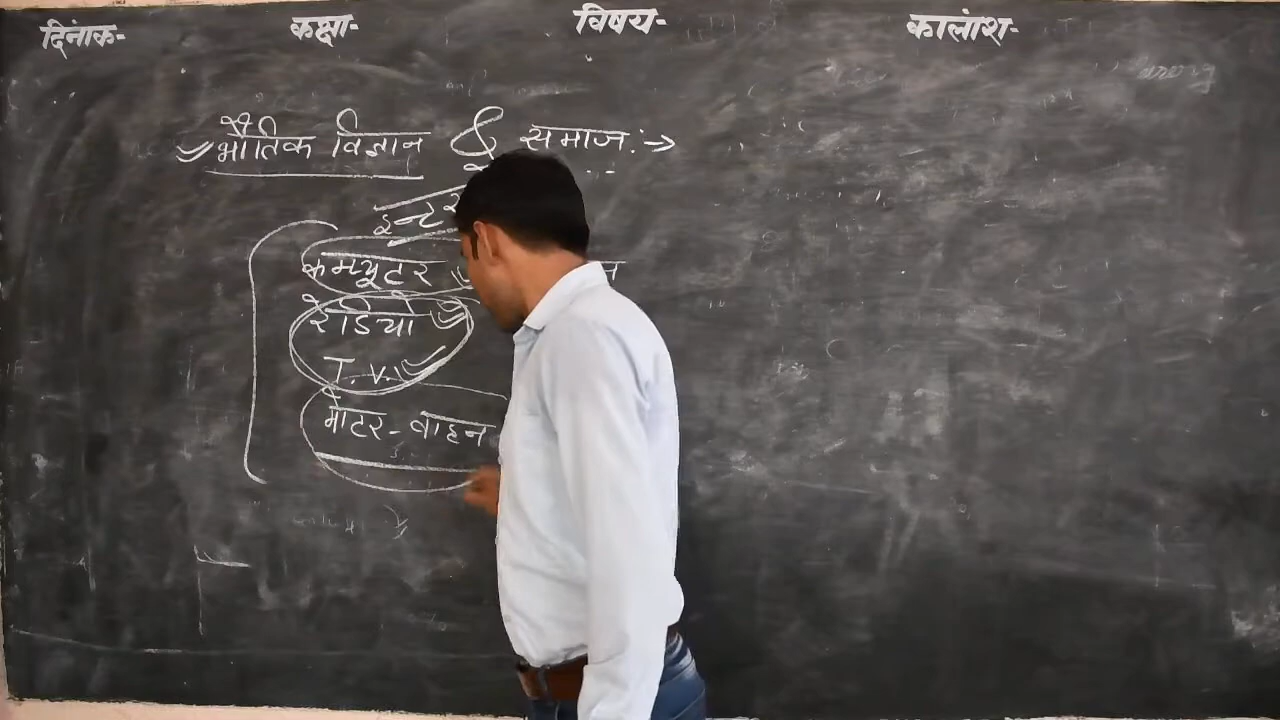 दिनांक- कक्षा- विषय- कालांश-
भौतिक विज्ञान & समाज :→
कम्प्यूटर
रेडियो
T.V.
मोटर-वाहन